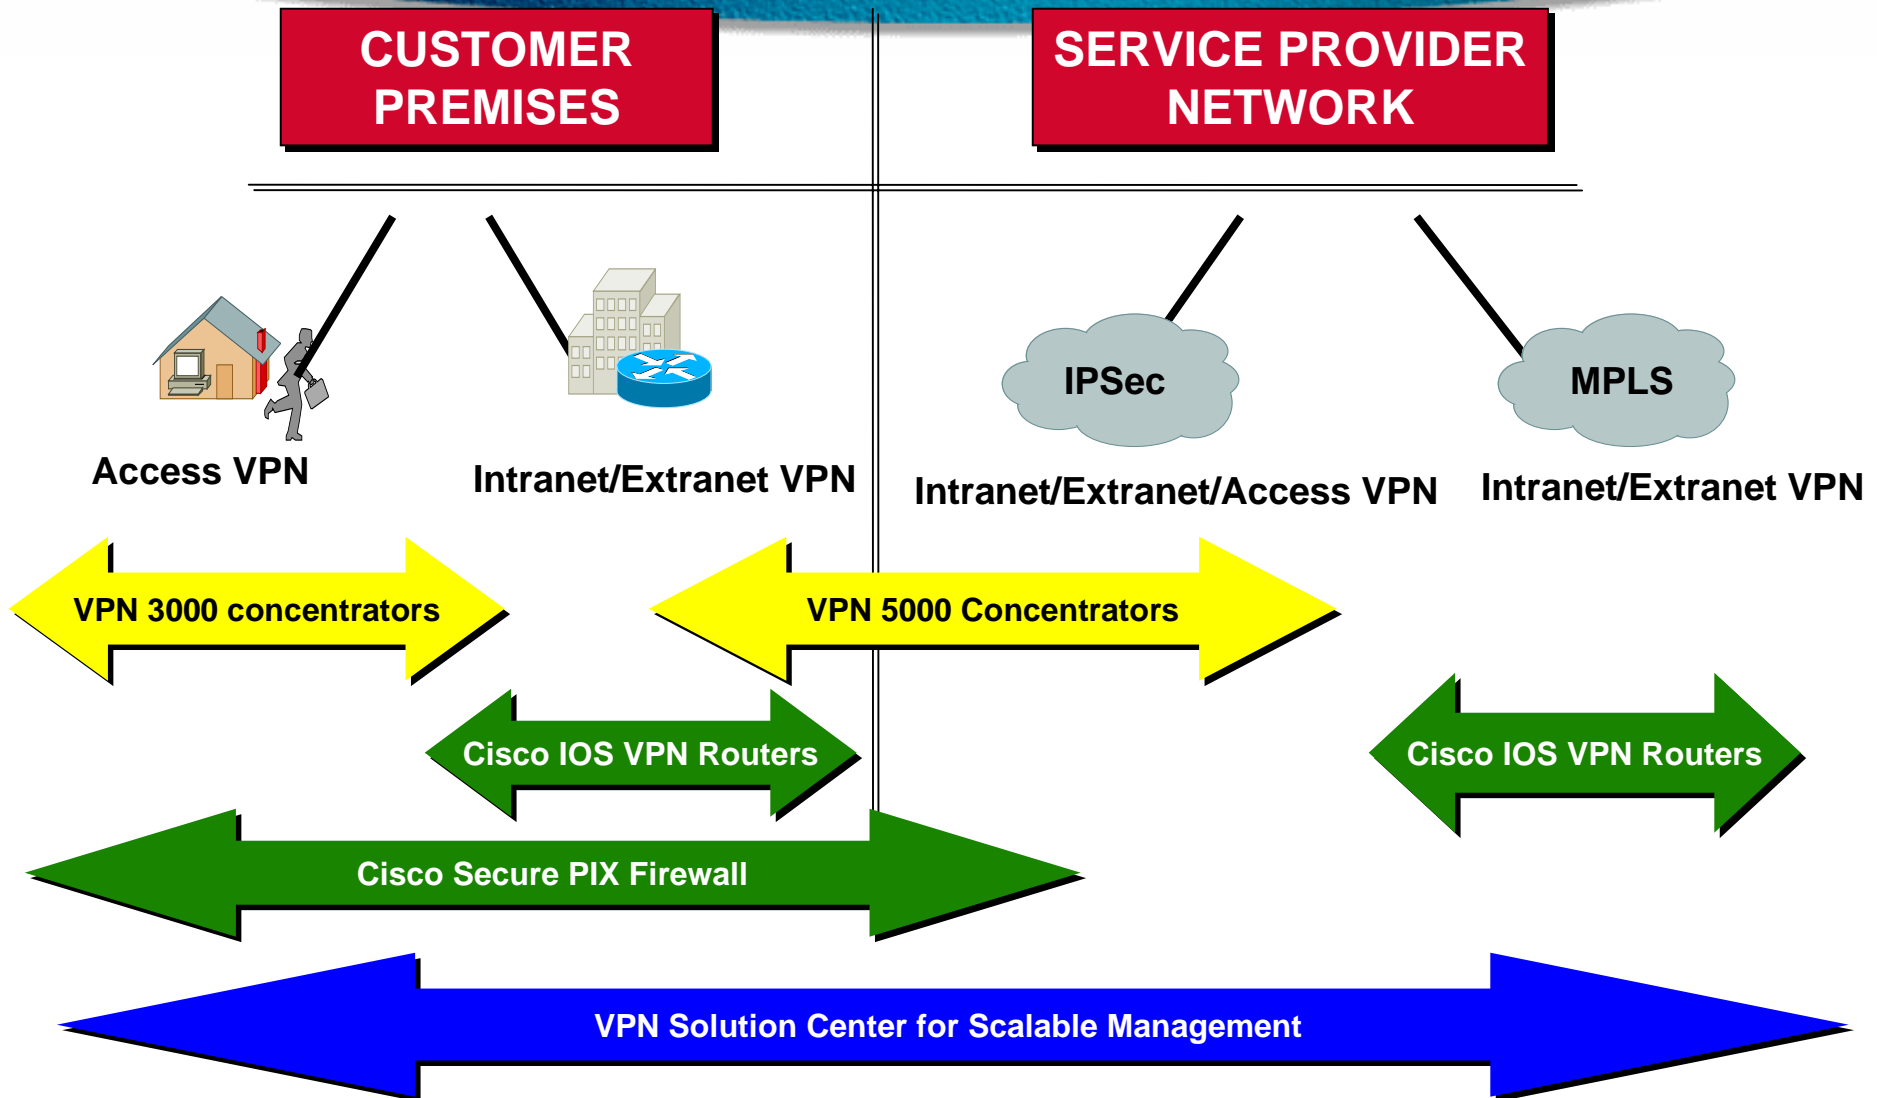 CUSTOMER
PREMISES
SERVICE PROVIDER
NETWORK
IPSec
MPLS
Access VPN
Intranet/Extranet VPN
Intranet/Extranet/Access VPN
Intranet/Extranet VPN
VPN 3000 concentrators
VPN 5000 Concentrators
Cisco IOS VPN Routers
Cisco IOS VPN Routers
Cisco Secure PIX Firewall
VPN Solution Center for Scalable Management